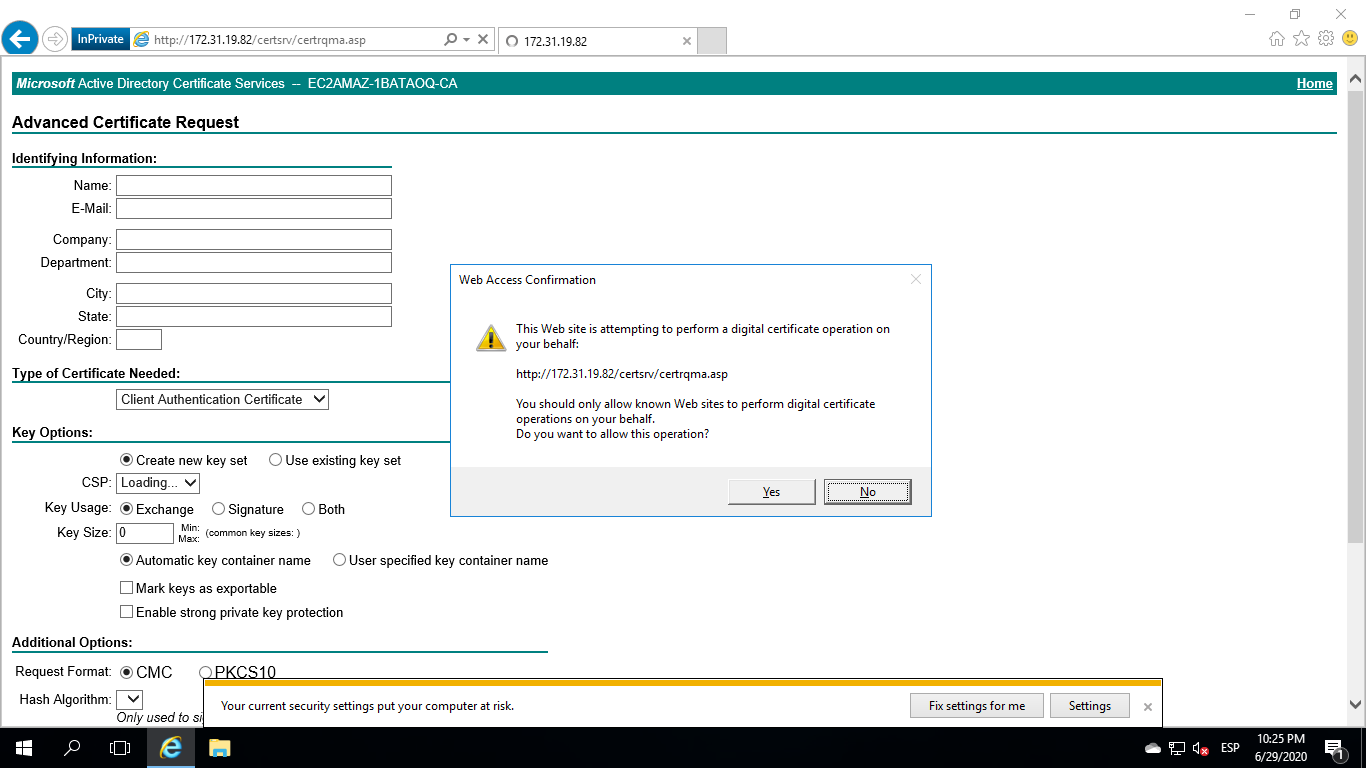 InPrivate
http://172.31.19.82/certsrv/certrqma.asp
172.31.19.82
Microsoft Active Directory Certificate Services -- EC2AMAZ-1BATAOQ-CA
Home
Advanced Certificate Request
Identifying Information:
Name:
E-Mail:
Company:
Department:
City:
State:
Country/Region:
Type of Certificate Needed:
Client Authentication Certificate
Key Options:
Create new key set
Use existing key set
CSP:
Loading...
Key Usage:
Exchange
Signature
Both
Key Size:
0
Min:
Max:
(common key sizes: )
Automatic key container name
User specified key container name
Mark keys as exportable
Enable strong private key protection
Additional Options:
Request Format:
CMC
PKCS10
Hash Algorithm:
Only used to si
Web Access Confirmation
This Web site is attempting to perform a digital certificate operation on
your behalf:
http://172.31.19.82/certsrv/certrqma.asp
You should only allow known Web sites to perform digital certificate
operations on your behalf.
Do you want to allow this operation?
Yes
No
Your current security settings put your computer at risk.
Fix settings for me
Settings
ESP
10:25 PM
6/29/2020
1